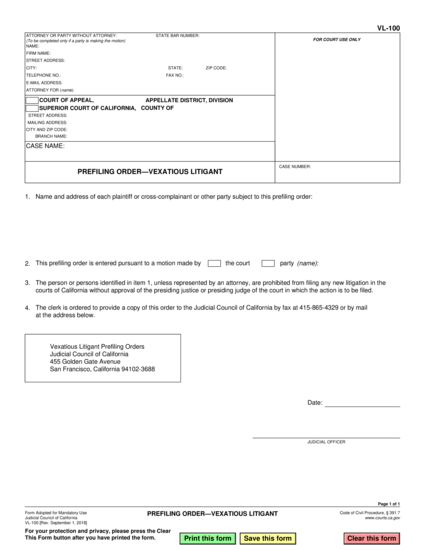 VL-100
ATTORNEY OR PARTY WITHOUT ATTORNEY: STATE BAR NUMBER:
(To be completed only if a party is making the motion)
NAME:
FIRM NAME:
STREET ADDRESS:
CITY: STATE: ZIP CODE:
TELEPHONE NO.: FAX NO.:
E-MAIL ADDRESS:
ATTORNEY FOR (name):
FOR COURT USE ONLY
COURT OF APPEAL, APPELLATE DISTRICT, DIVISION
SUPERIOR COURT OF CALIFORNIA, COUNTY OF
STREET ADDRESS:
MAILING ADDRESS:
CITY AND ZIP CODE:
BRANCH NAME:
CASE NAME:
PREFILING ORDER—VEXATIOUS LITIGANT
CASE NUMBER:
1. Name and address of each plaintiff or cross-complainant or other party subject to this prefiling order:
2. This prefiling order is entered pursuant to a motion made by the court party (name):
3. The person or persons identified in item 1, unless represented by an attorney, are prohibited from filing any new litigation in the
courts of California without approval of the presiding justice or presiding judge of the court in which the action is to be filed.
4. The clerk is ordered to provide a copy of this order to the Judicial Council of California by fax at 415-865-4329 or by mail
at the address below.
Vexatious Litigant Prefiling Orders
Judicial Council of California
455 Golden Gate Avenue
San Francisco, California 94102-3688
Date:
JUDICIAL OFFICER
Page 1 of 1
Form Adopted for Mandatory Use
Judicial Council of California
VL-100 [Rev. September 1, 2018]
PREFILING ORDER—VEXATIOUS LITIGANT
Code of Civil Procedure, § 391.7
www.courts.ca.gov
For your protection and privacy, please press the Clear
This Form button after you have printed the form.
Print this form Save this form Clear this form